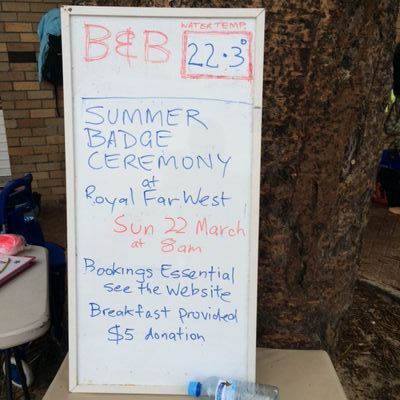 B&B
WATER TEMP.
22.3°
SUMMER
BADGE
CEREMONY
at
Royal Far West
Sun 22 March
at 8am
Bookings Essential
see the Website
Breakfast provided
$5 donation